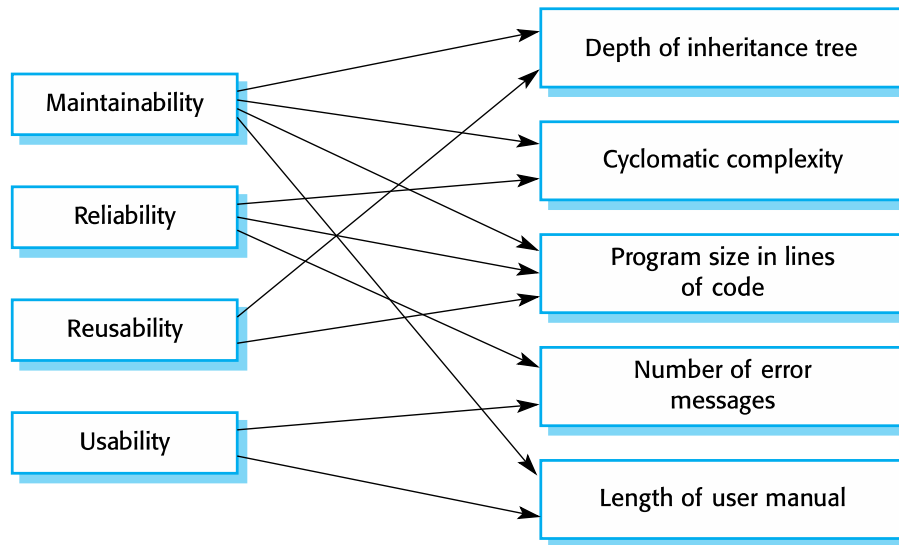 Maintainability
Reliability
Reusability
Usability
Depth of inheritance tree
Cyclomatic complexity
Program size in lines
of code
Number of error
messages
Length of user manual